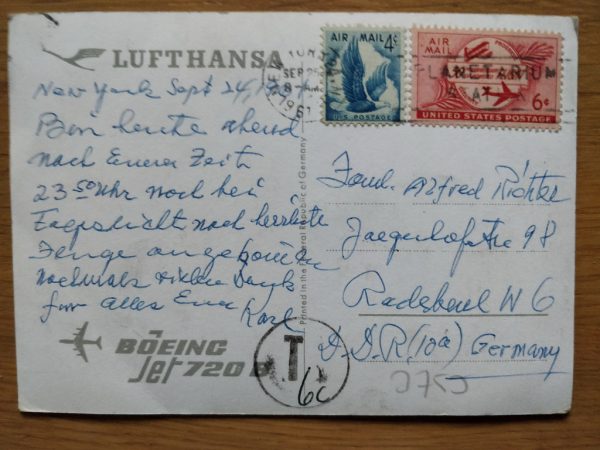 LUFTHANSA
New York Sept 24, 1961
Bin heute abend
nach Eurer Zeit
23 50 Uhr noch bei
Tageslicht nach herrlicher
angekommen
nochmals vielen Dank
für alles Euer
Karl
BOEING
Jet 720 B
Printed in the Federal Republic of Germany
AIR MAIL 4¢
U.S. POSTAGE
AIR MAIL
6¢
UNITED STATES POSTAGE
SEP 25
1961
PLANETARIUM
STATION
Alfred Richter
Jaegerhofstr 98
Radebeul W 6
D.D.R (10a) Germany
T
6c